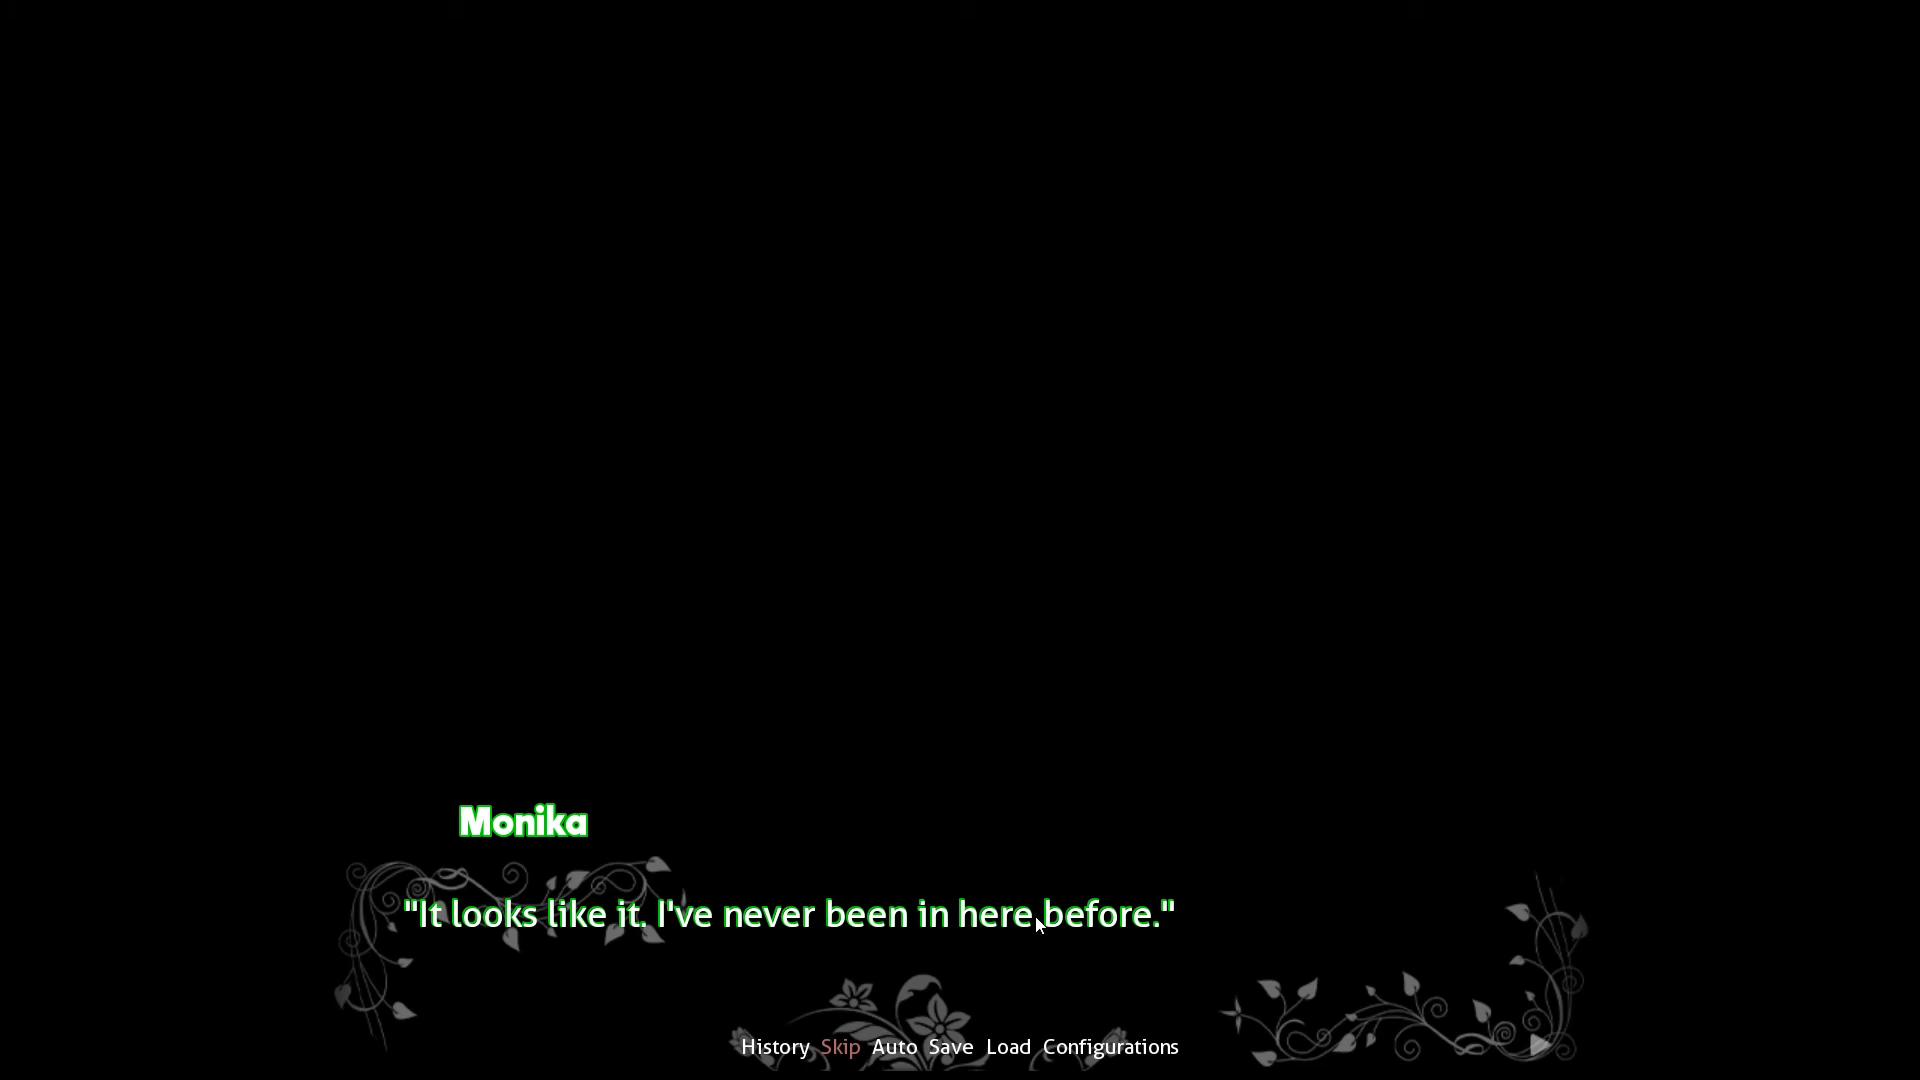 Monika
"It looks like it. I've never been in here before."
History Skip Auto Save Load Configurations